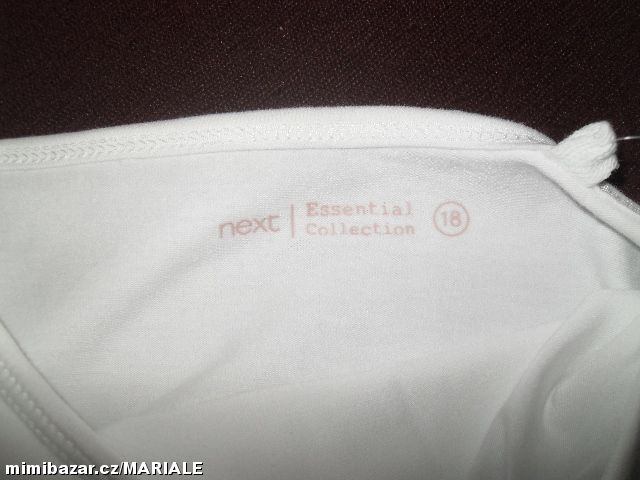 next | Essential Collection 18
mimibazar.cz/MARIALE